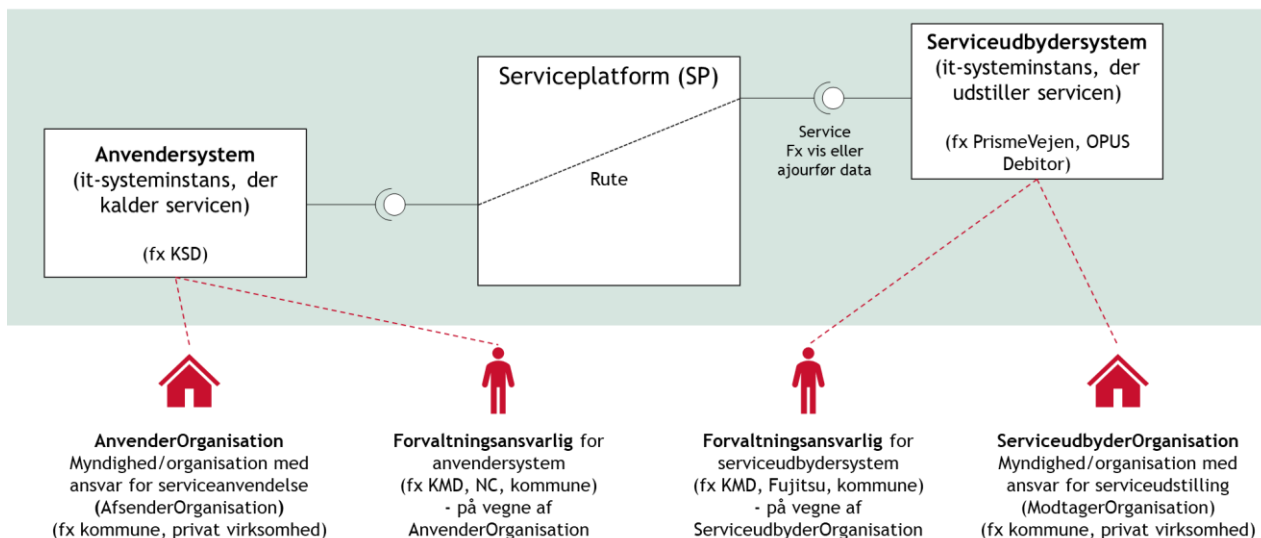 Anvendersystem
(it-systeminstans, der
kalder servicen)
(fx KSD)
Serviceplatform (SP)
Rute
Service
Fx vis eller
ajourfør data
Serviceudbydersystem
(it-systeminstans, der
udstiller servicen)
(fx PrismeVejen, OPUS
Debitor)
AnvenderOrganisation
Myndighed/organisation med
ansvar for serviceanvendelse
(AfsenderOrganisation)
(fx kommune, privat virksomhed)
Forvaltningsansvarlig for
anvendersystem
(fx KMD, NC, kommune)
- på vegne af
AnvenderOrganisation
Forvaltningsansvarlig for
serviceudbydersystem
(fx KMD, Fujitsu, kommune)
- på vegne af
ServiceudbyderOrganisation
ServiceudbyderOrganisation
Myndighed/organisation med
ansvar for serviceudstilling
(ModtagerOrganisation)
(fx kommune, privat virksomhed)